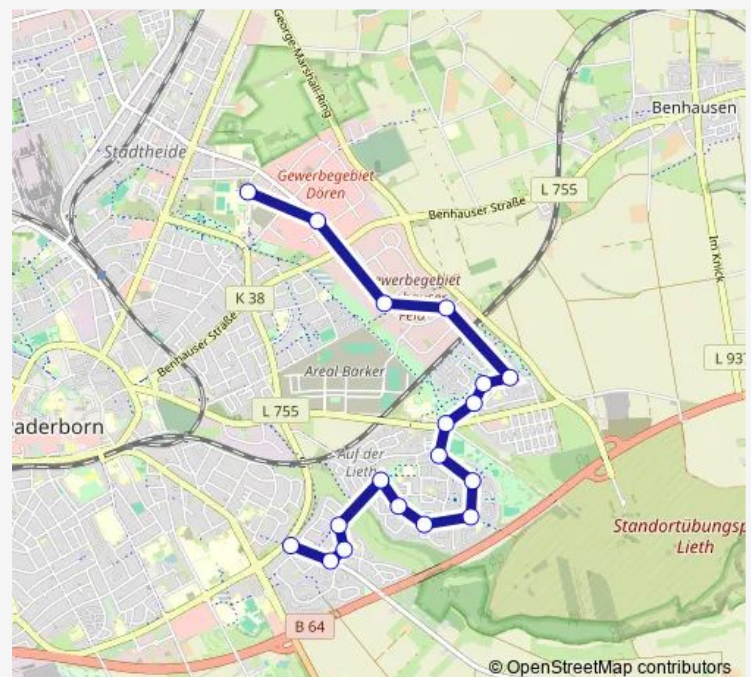 George-Marshall-Ring
Benhausen
Stadtheide
Gewerbegebiet
Dören
L 755
Benhauser Straße
Im Knick
ewerbegebiet
K 38
Feld
Benhauser Straße
Areal Barker
L 937
L 755
aderborn
Auf der
Lieth
Standortübungsp
Lieth
B 64
© OpenStreetMap contributors